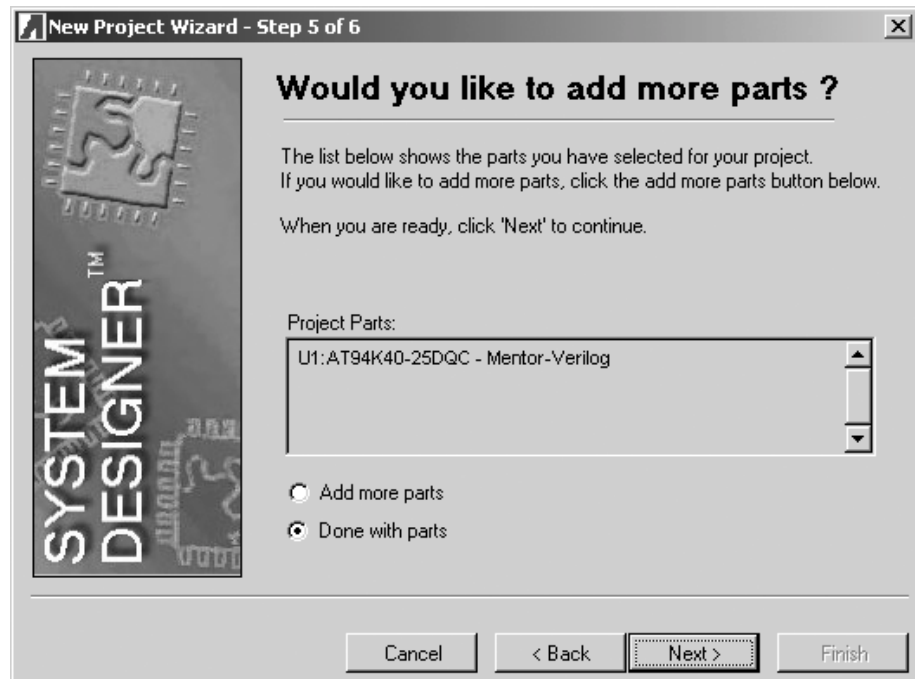 New Project Wizard - Step 5 of 6
Would you like to add more parts ?
The list below shows the parts you have selected for your project.
If you would like to add more parts, click the add more parts button below.
When you are ready, click 'Next' to continue.
SYSTEM
DESIGNER™
Project Parts:
U1:AT94K40-25DQC - Mentor-Verilog
Add more parts
Done with parts
Cancel
< Back
Next >
Finish